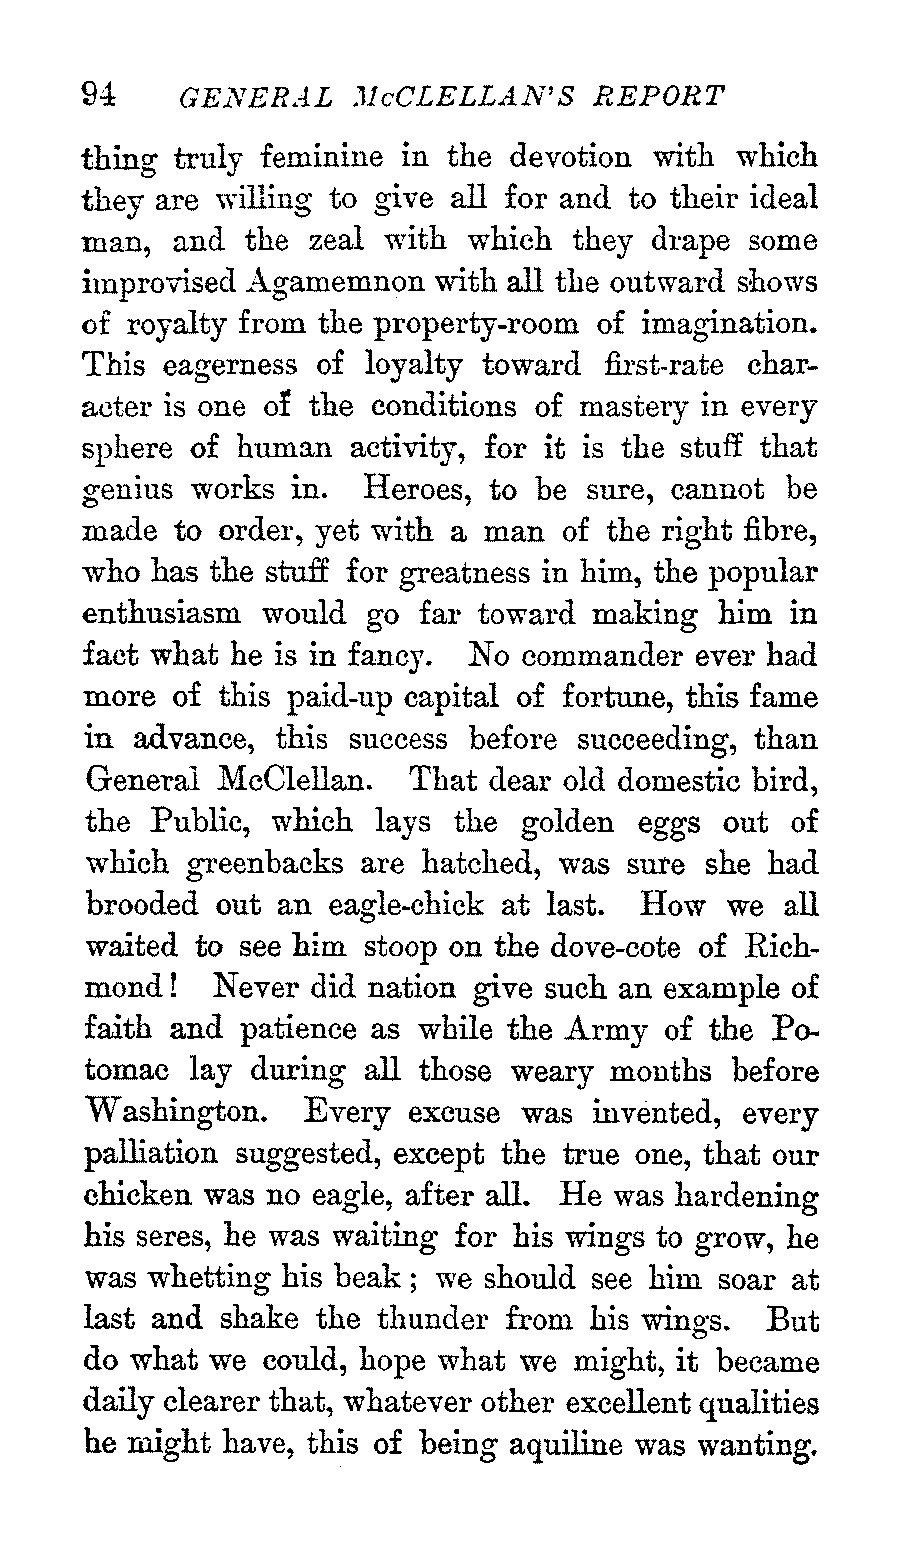 94 GENERAL McCLELLAN'S REPORT
thing truly feminine in the devotion with which
they are willing to give all for and to their ideal
man, and the zeal with which they drape some
improvised Agamemnon with all the outward shows
of royalty from the property-room of imagination.
This eagerness of loyalty toward first-rate char-
acter is one of the conditions of mastery in every
sphere of human activity, for it is the stuff that
genius works in. Heroes, to be sure, cannot be
made to order, yet with a man of the right fibre,
who has the stuff for greatness in him, the popular
enthusiasm would go far toward making him in
fact what he is in fancy. No commander ever had
more of this paid-up capital of fortune, this fame
in advance, this success before succeeding, than
General McClellan. That dear old domestic bird,
the Public, which lays the golden eggs out of
which greenbacks are hatched, was sure she had
brooded out an eagle-chick at last. How we all
waited to see him stoop on the dove-cote of Rich-
mond! Never did nation give such an example of
faith and patience as while the Army of the Po-
tomac lay during all those weary months before
Washington. Every excuse was invented, every
palliation suggested, except the true one, that our
chicken was no eagle, after all. He was hardening
his seres, he was waiting for his wings to grow, he
was whetting his beak; we should see him soar at
last and shake the thunder from his wings. But
do what we could, hope what we might, it became
daily clearer that, whatever other excellent qualities
he might have, this of being aquiline was wanting.